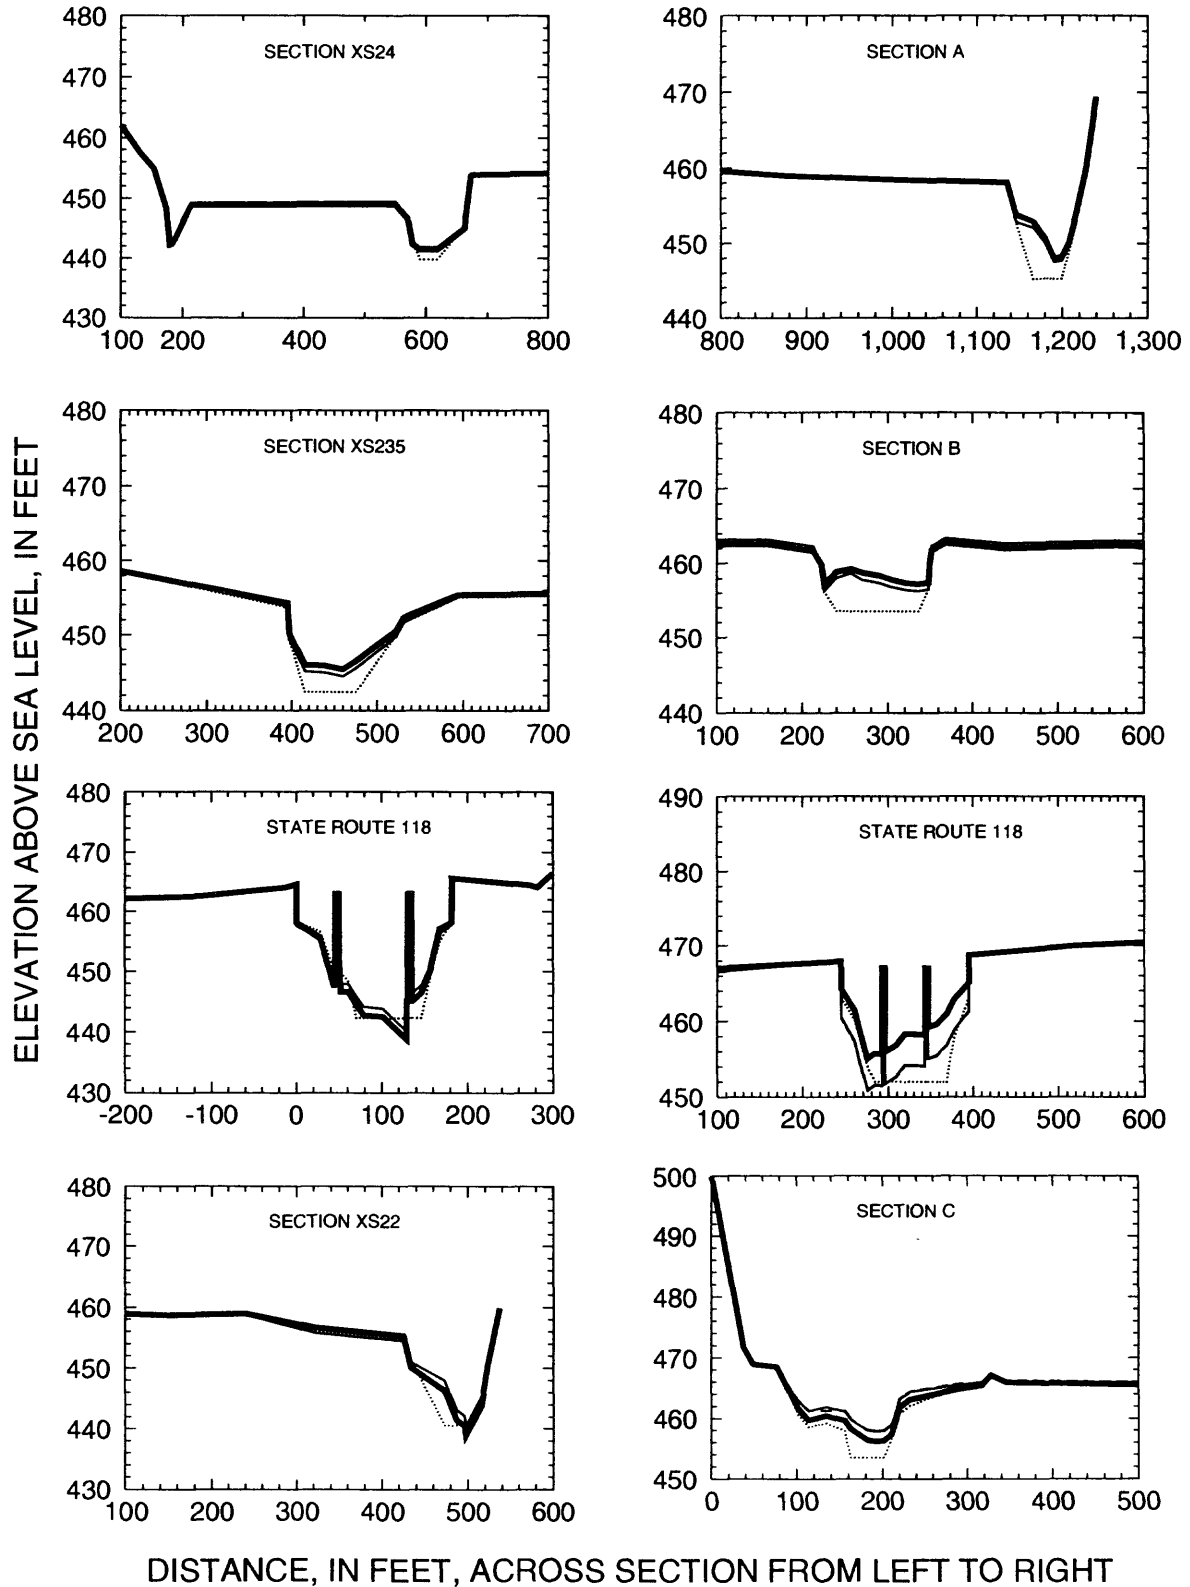 ELEVATION ABOVE SEA LEVEL, IN FEET
480
470
460
450
440
430
SECTION XS24
100 200 400 600 800
480
470
460
450
440
SECTION A
800 900 1,000 1,100 1,200 1,300
480
470
460
450
440
SECTION XS235
200 300 400 500 600 700
480
470
460
450
440
SECTION B
100 200 300 400 500 600
480
470
460
450
440
430
STATE ROUTE 118
-200 -100 0 100 200 300
490
480
470
460
450
STATE ROUTE 118
100 200 300 400 500 600
480
470
460
450
440
430
SECTION XS22
100 200 300 400 500 600
500
490
480
470
460
450
SECTION C
0 100 200 300 400 500
DISTANCE, IN FEET, ACROSS SECTION FROM LEFT TO RIGHT